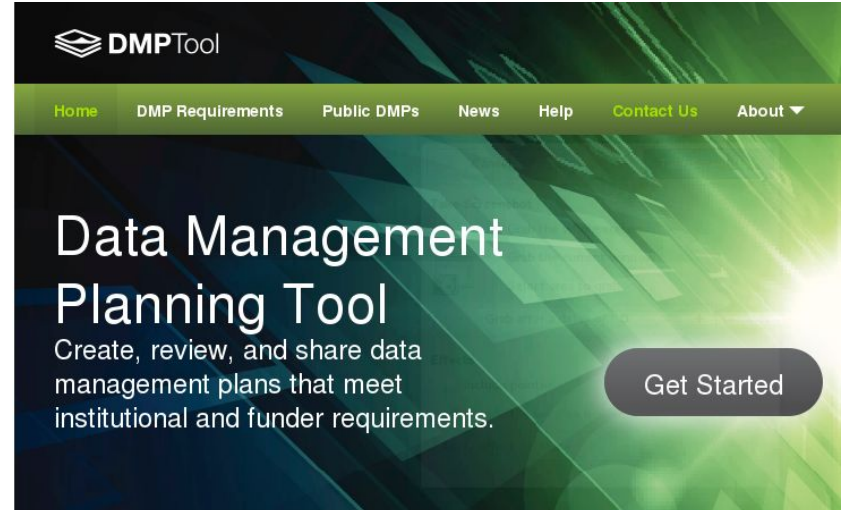 DMPTool
Home DMP Requirements Public DMPs News Help Contact Us About
Data Management
Planning Tool
Create, review, and share data
management plans that meet
institutional and funder requirements.
Get Started